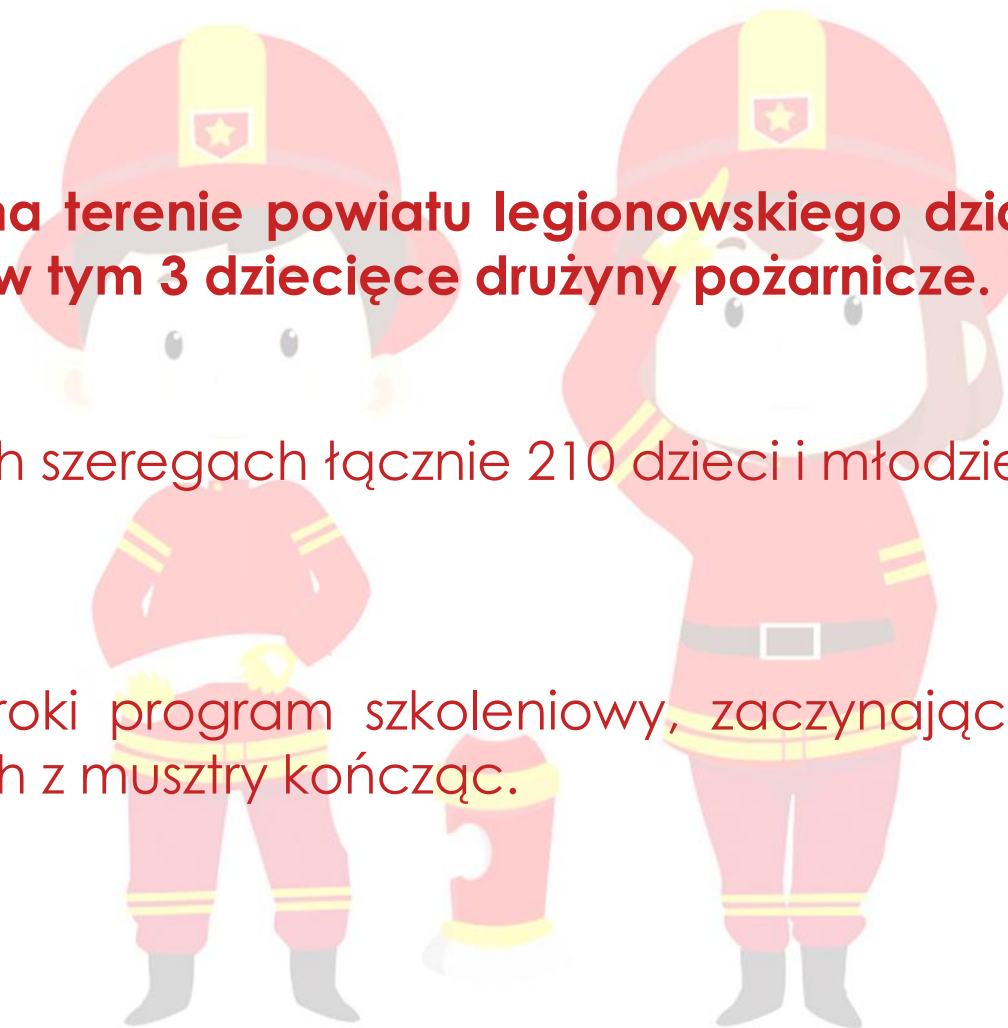 na terenie powiatu legionowskiego dzia
w tym 3 dziecięce drużyny pożarnicze.
h szeregach łącznie 210 dzieci i młodzie
roki program szkoleniowy, zaczynając
h z musztry kończąc.